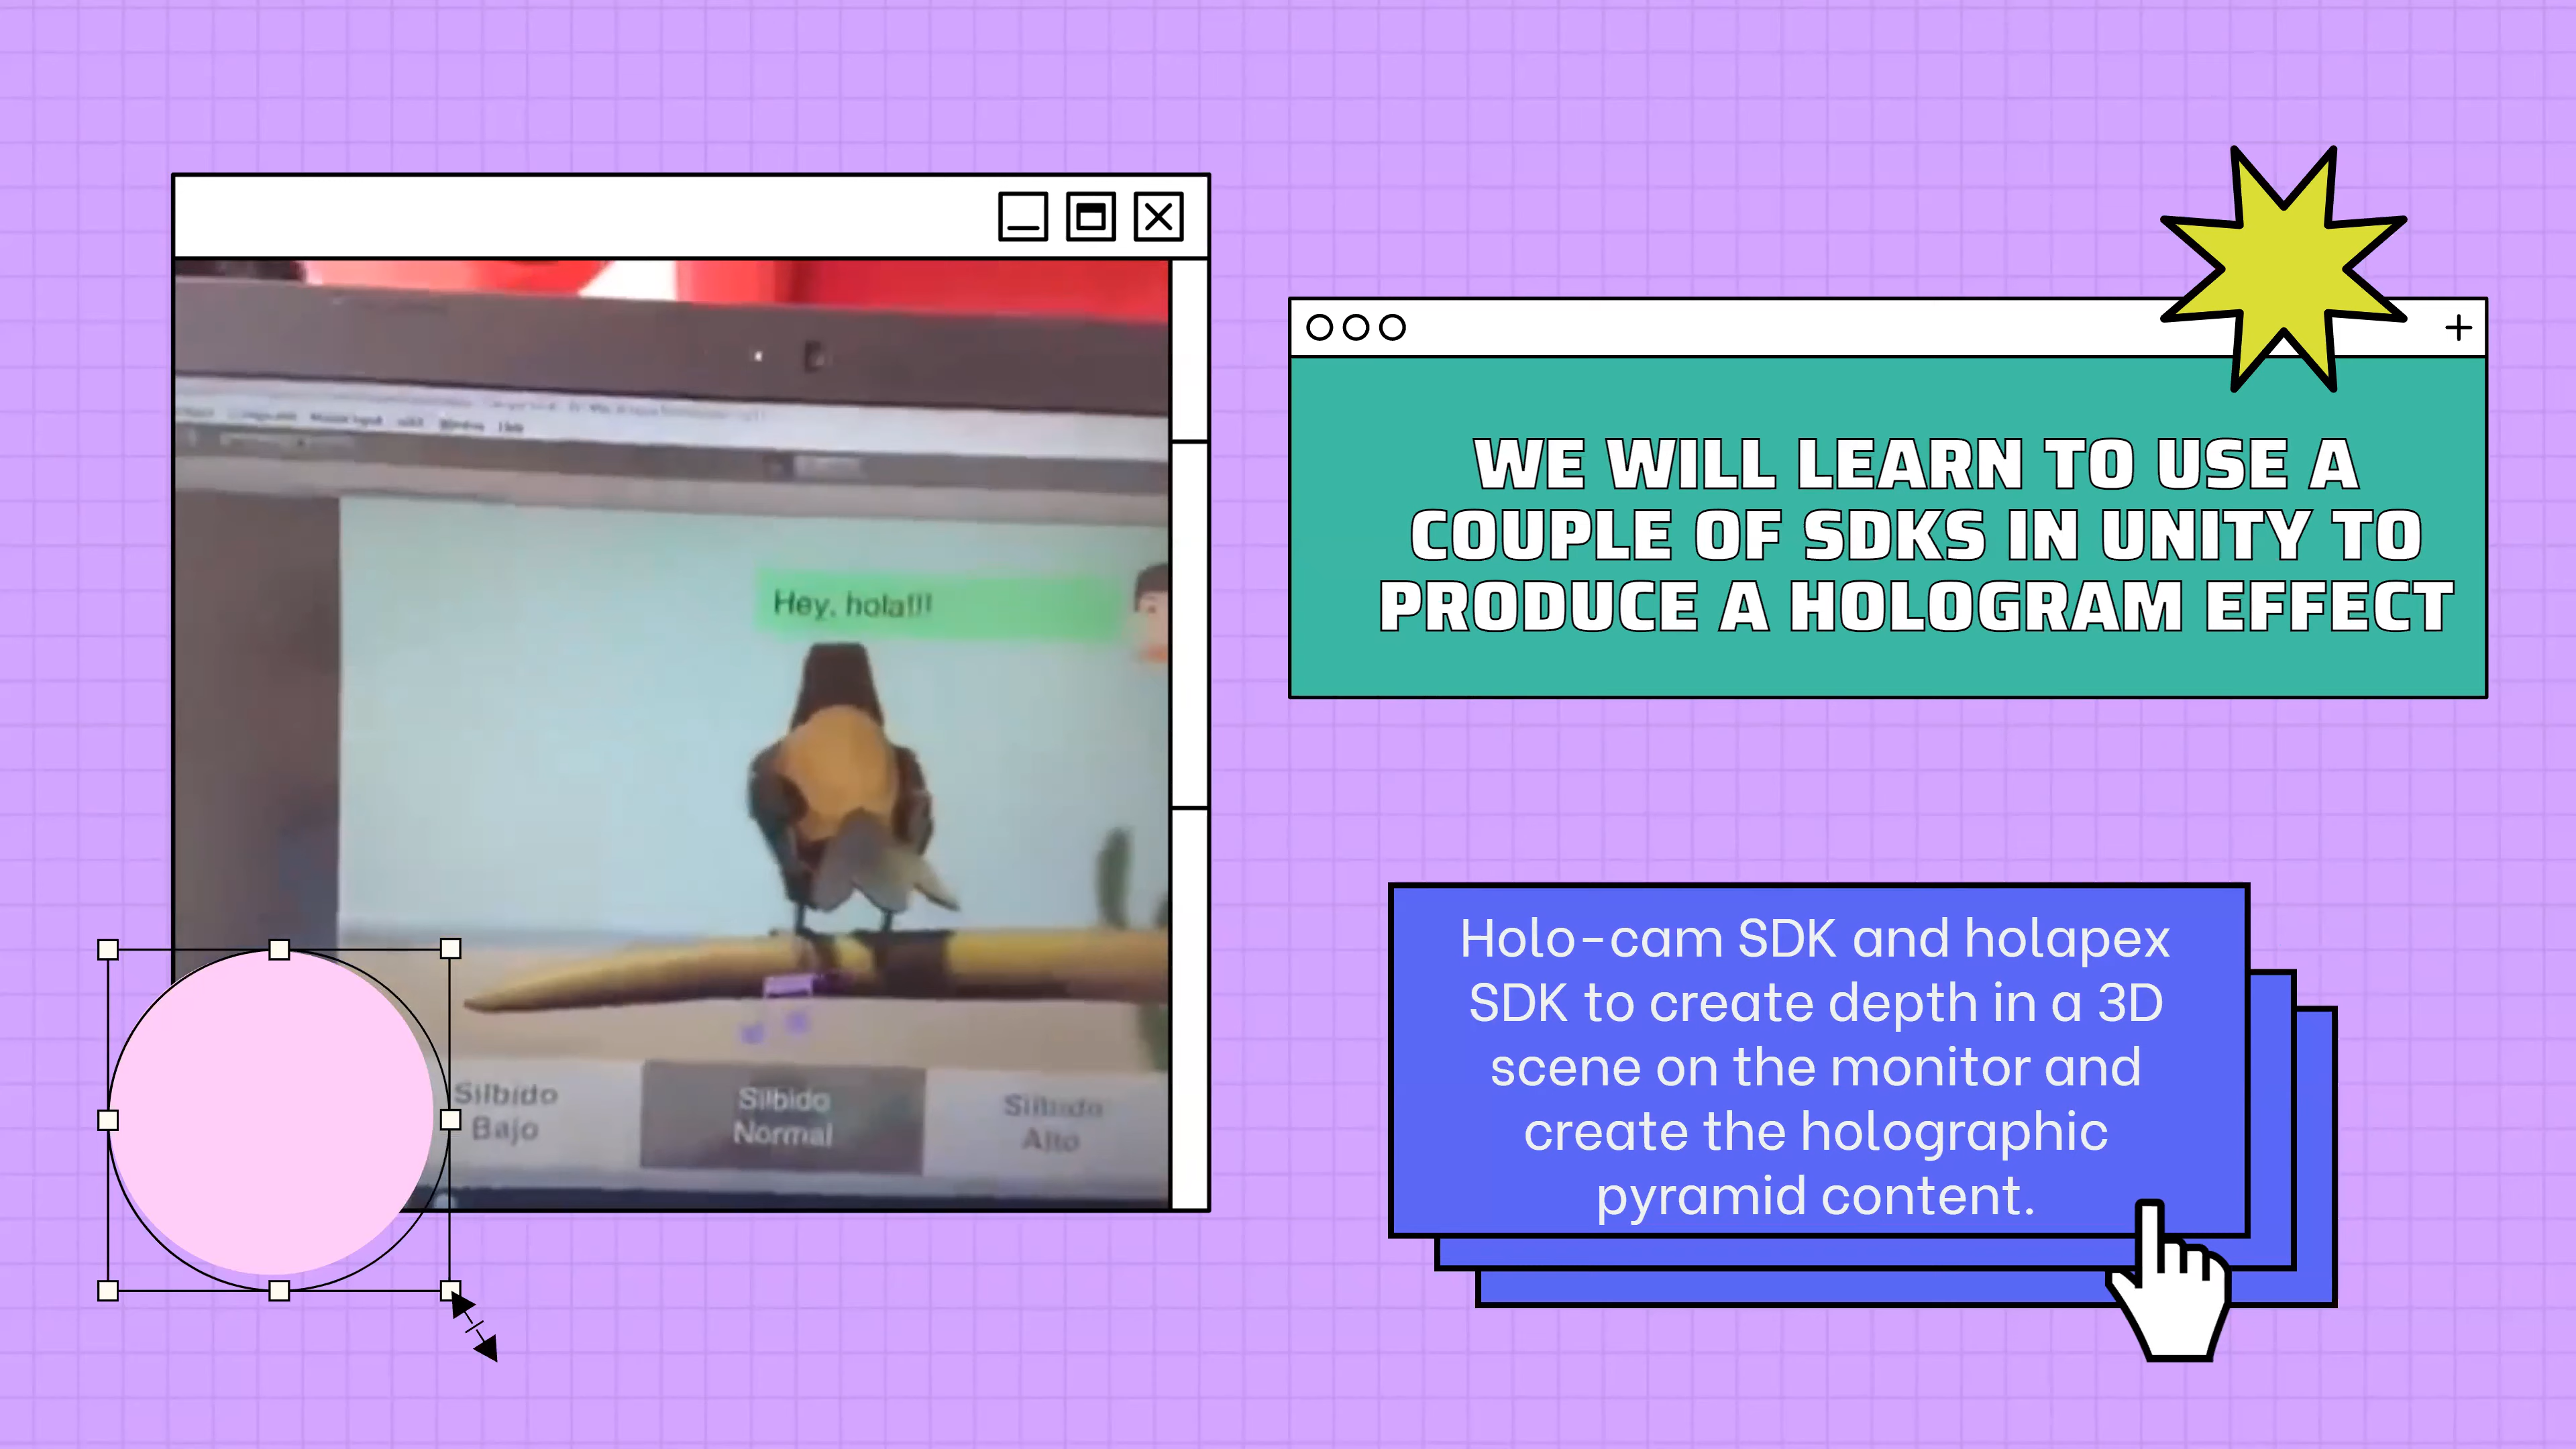 WE WILL LEARN TO USE A
COUPLE OF SDKS IN UNITY TO
PRODUCE A HOLOGRAM EFFECT
Hey, hola!!!
Silbido
Bajo
Silbido
Normal
Silbido
Alto
Holo-cam SDK and holapex
SDK to create depth in a 3D
scene on the monitor and
create the holographic
pyramid content.